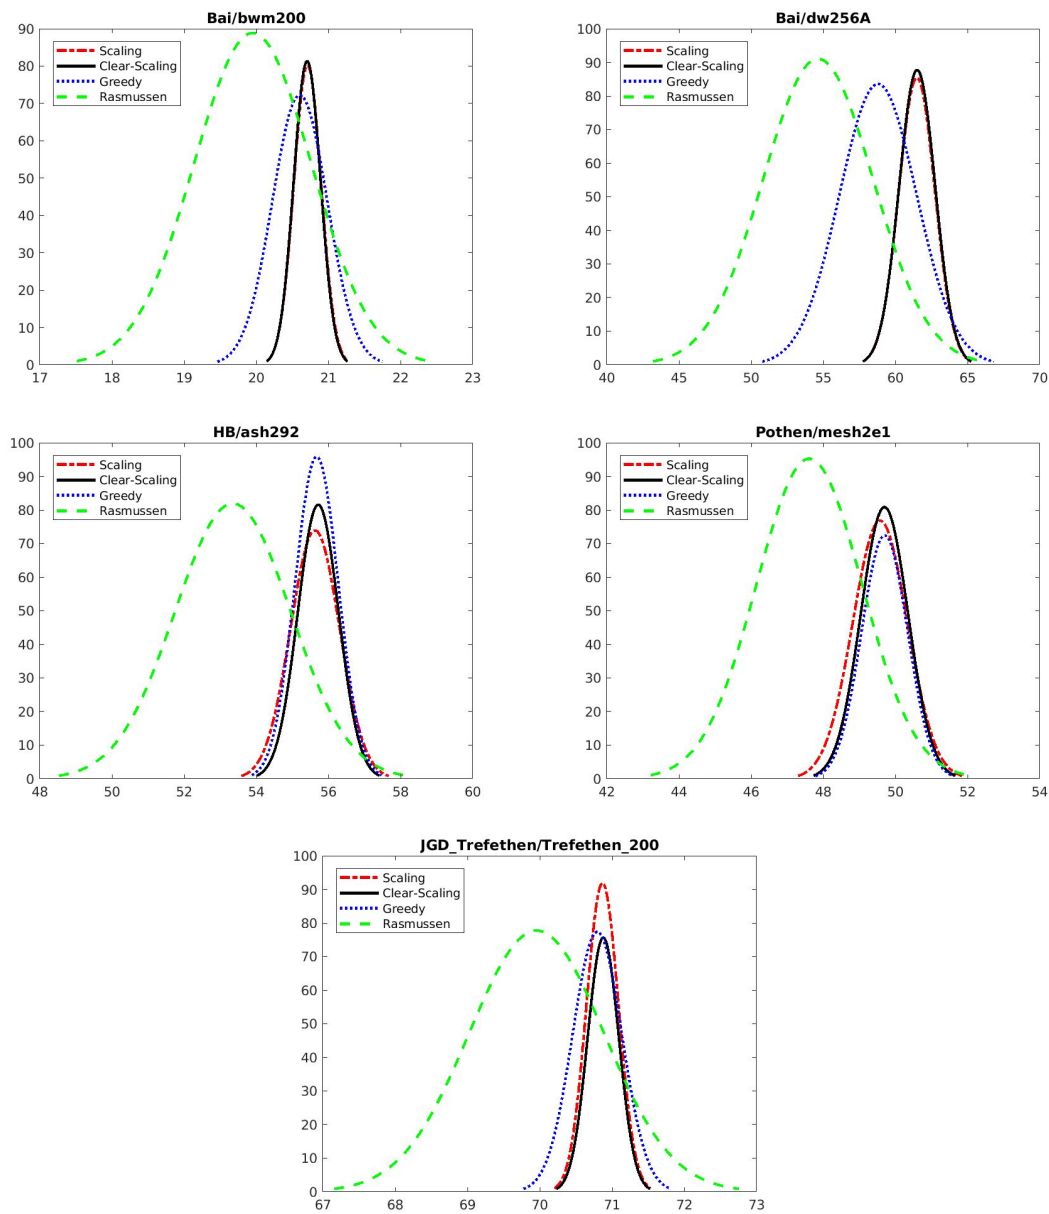 Bai/bwm200
90
80
70
60
50
40
30
20
10
0
Scaling
Clear-Scaling
Greedy
Rasmussen
17 18 19 20 21 22 23
Bai/dw256A
100
90
80
70
60
50
40
30
20
10
0
Scaling
Clear-Scaling
Greedy
Rasmussen
40 45 50 55 60 65 70
HB/ash292
100
90
80
70
60
50
40
30
20
10
0
Scaling
Clear-Scaling
Greedy
Rasmussen
48 50 52 54 56 58 60
Pothen/mesh2e1
100
90
80
70
60
50
40
30
20
10
0
Scaling
Clear-Scaling
Greedy
Rasmussen
42 44 46 48 50 52 54
JGD_Trefethen/Trefethen_200
100
90
80
70
60
50
40
30
20
10
0
Scaling
Clear-Scaling
Greedy
Rasmussen
67 68 69 70 71 72 73